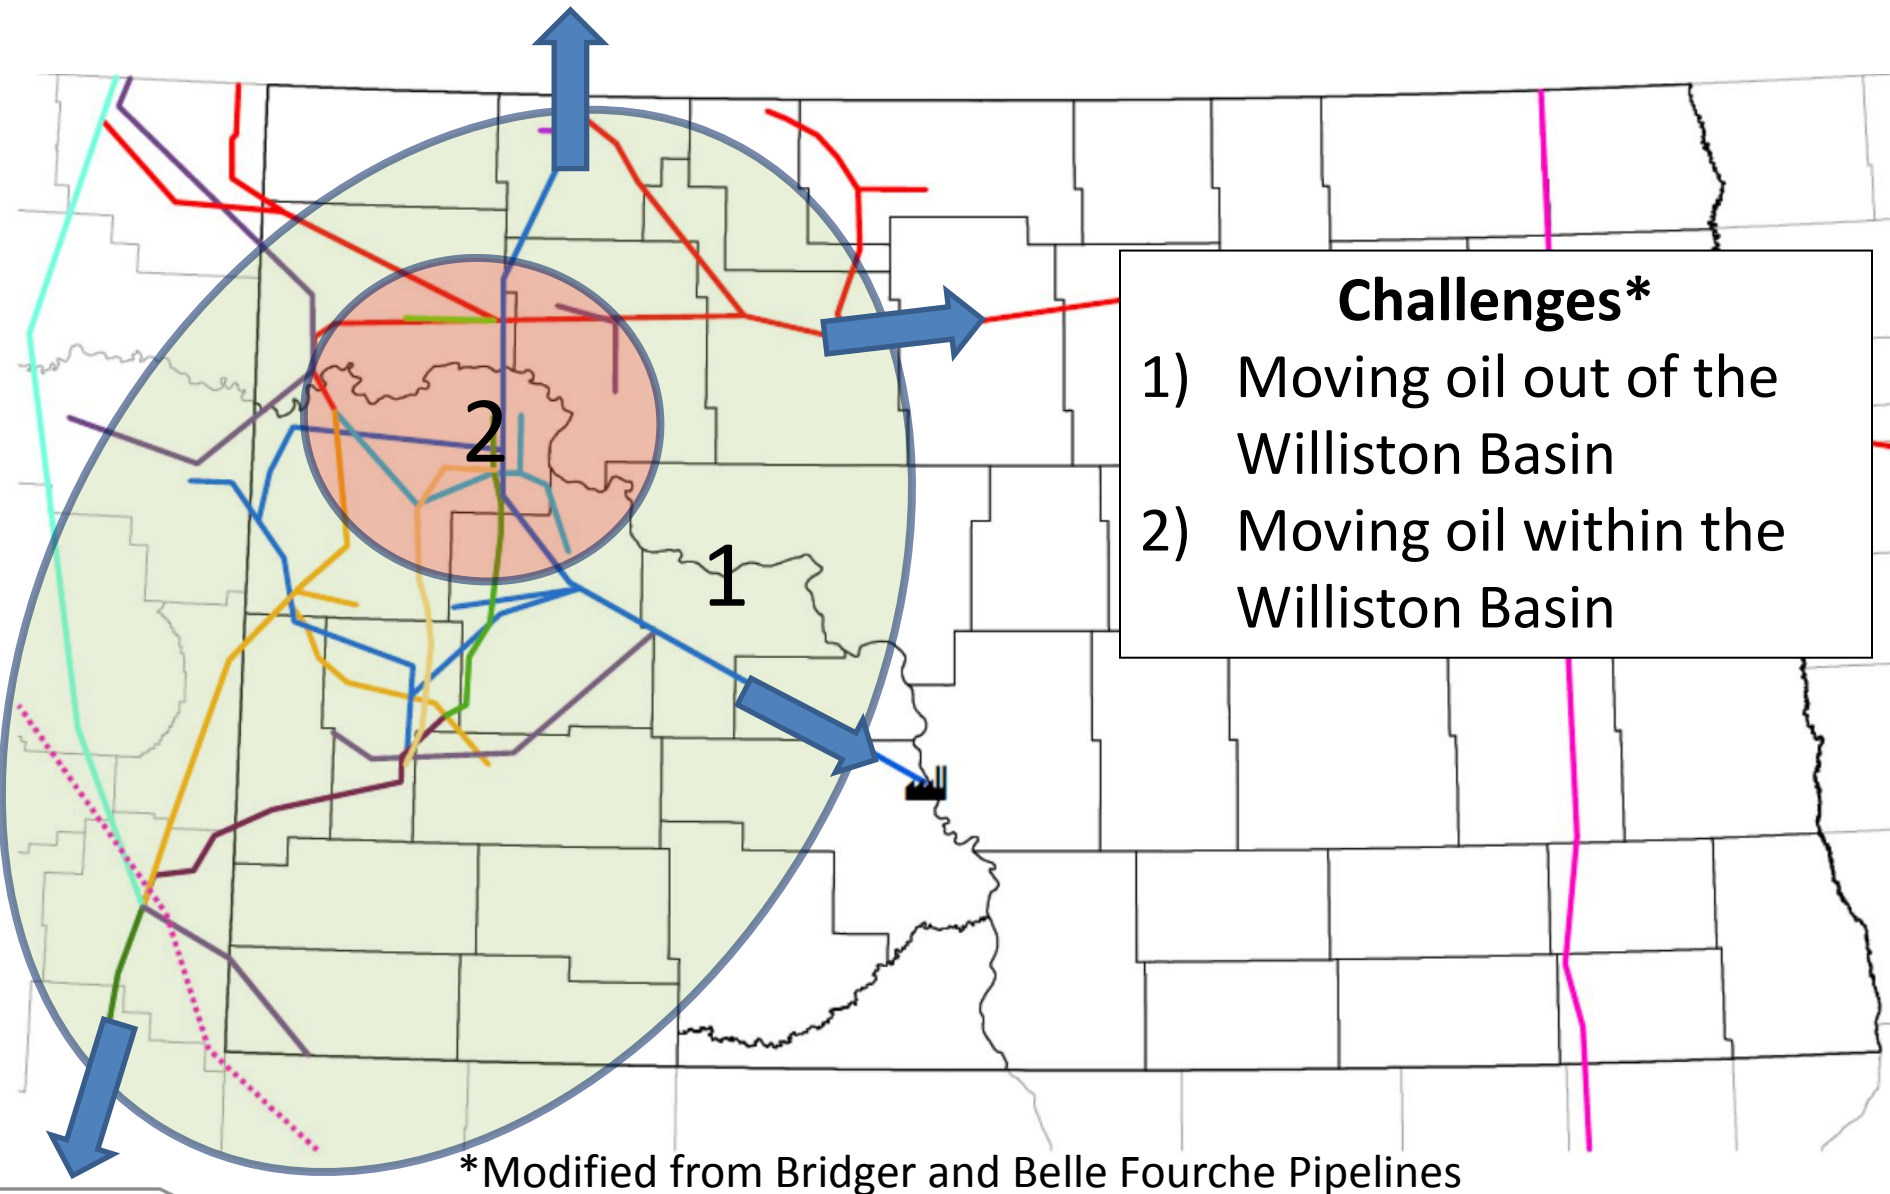 Challenges*
1) Moving oil out of the
Williston Basin
2) Moving oil within the
Williston Basin
2
1
*Modified from Bridger and Belle Fourche Pipelines